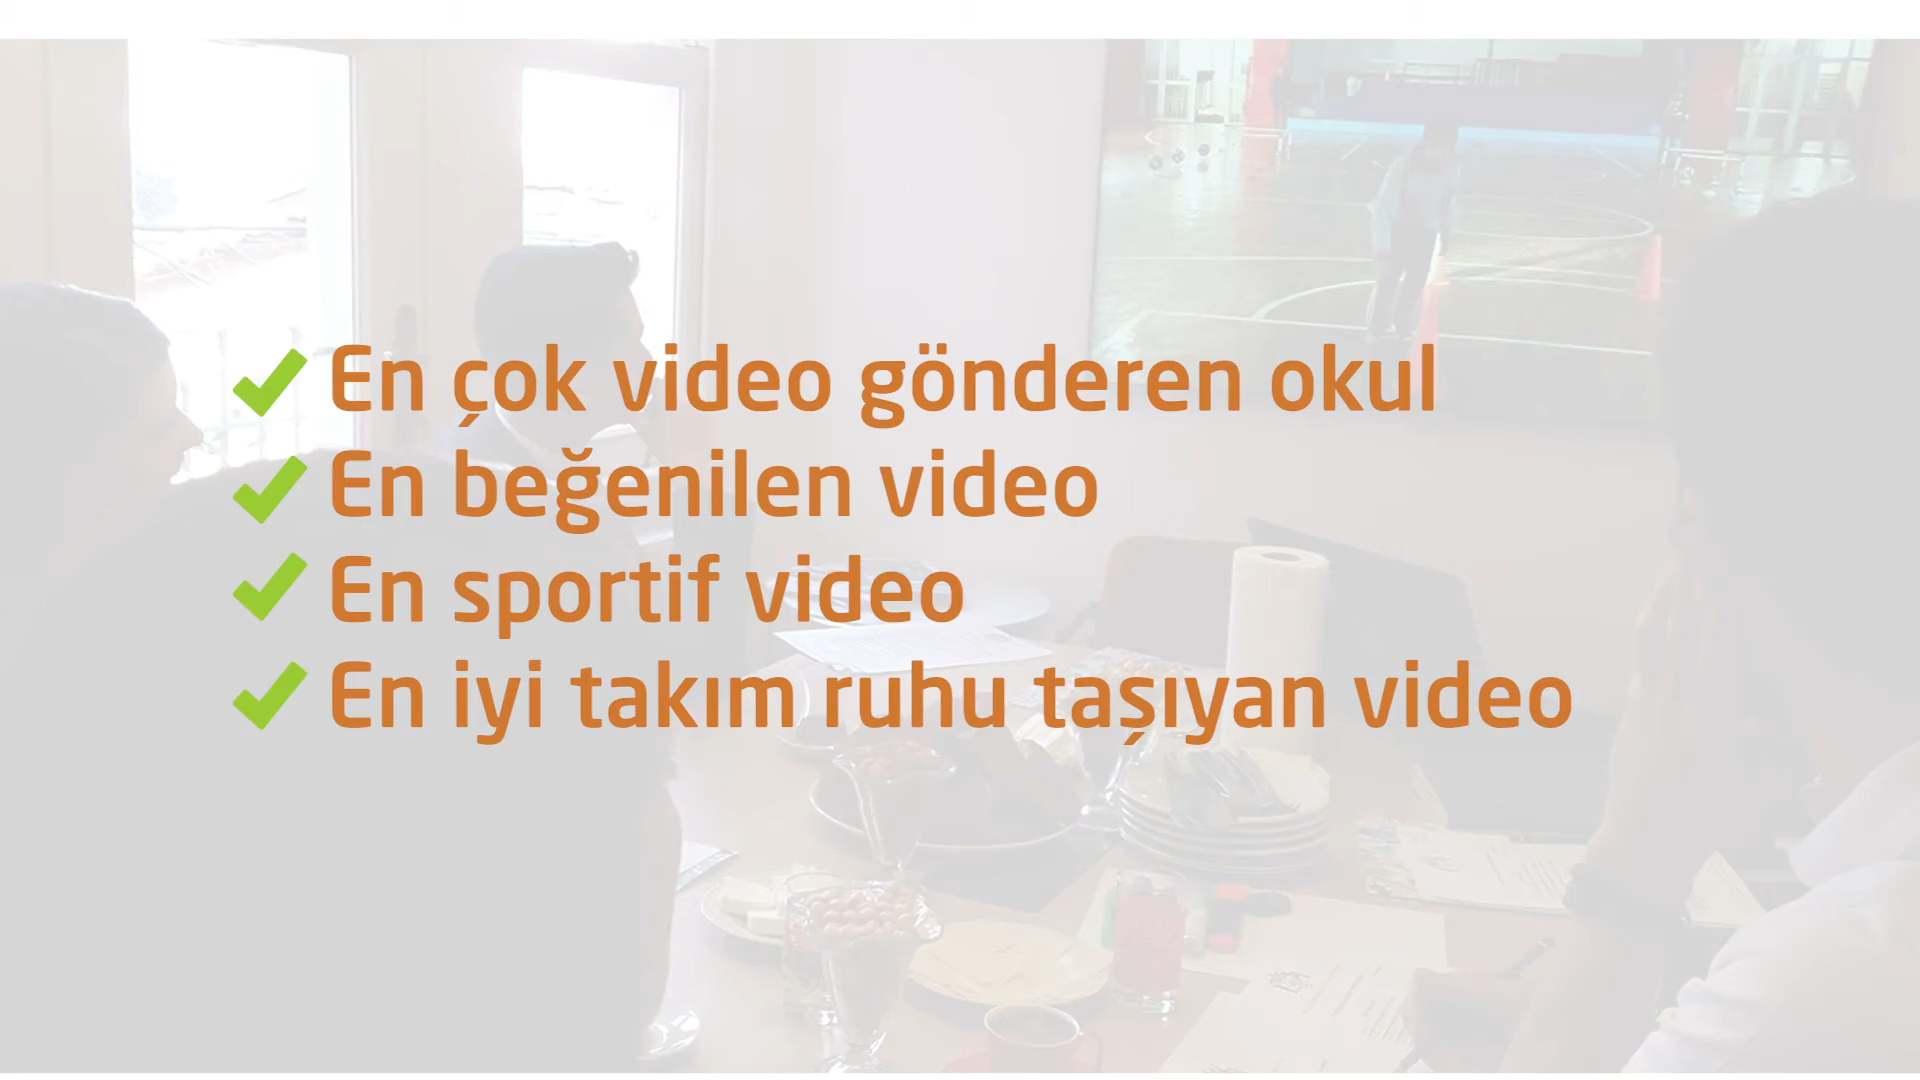 En çok video gönderen okul
En beğenilen video
En sportif video
En iyi takım ruhu taşıyan video